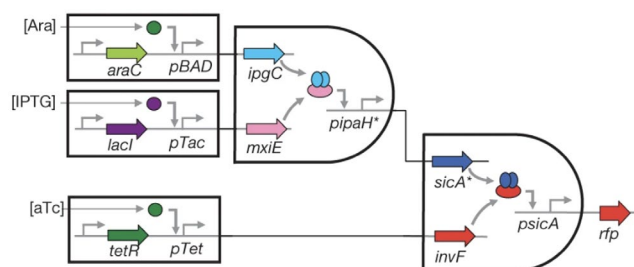 [Ara]
araC
pBAD
ipgC
[IPTG]
lacI
pTac
mxiE
pipaH*
sicA*
[aTc]
tetR
pTet
invF
psicA
rfp